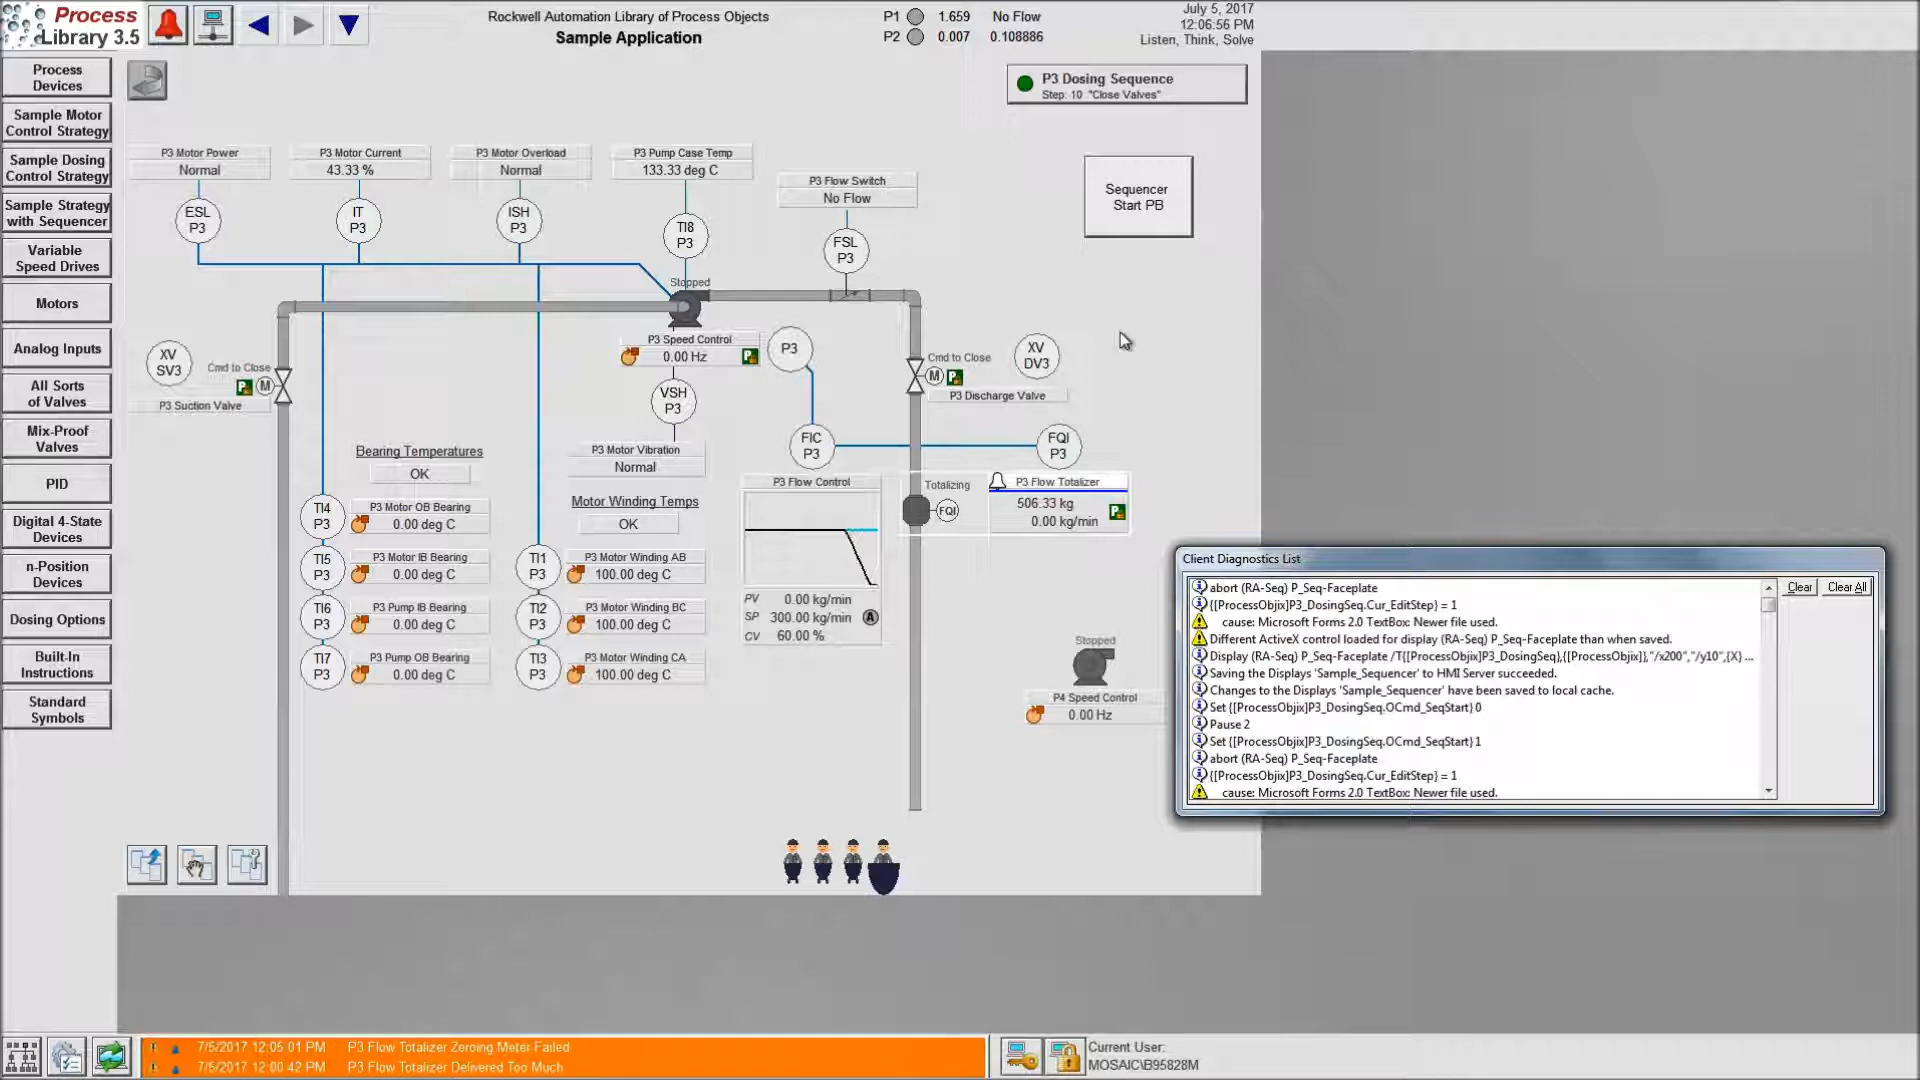 Process
Library 3.5
Rockwell Automation Library of Process Objects
Sample Application
P1 1.659 No Flow
P2 0.007 0.108886
July 5, 2017
12:06:56 PM
Listen, Think, Solve
Process
Devices
Sample Motor
Control Strategy
Sample Dosing
Control Strategy
Sample Strategy
with Sequencer
Variable
Speed Drives
Motors
Analog Inputs
All Sorts
of Valves
Mix-Proof
Valves
PID
Digital 4-State
Devices
n-Position
Devices
Dosing Options
Built-In
Instructions
Standard
Symbols
P3 Dosing Sequence
Step: 10 "Close Valves"
P3 Motor Power
Normal
ESL
P3
P3 Motor Current
43.33 %
IT
P3
P3 Motor Overload
Normal
ISH
P3
P3 Pump Case Temp
133.33 deg C
TI8
P3
P3 Flow Switch
No Flow
FSL
P3
Sequencer
Start PB
Stopped
P3 Speed Control
0.00 Hz
P
P3
VSH
P3
P3 Motor Vibration
Normal
XV
SV3
Cmd to Close
P
M
P3 Suction Valve
Cmd to Close
M
P
XV
DV3
P3 Discharge Valve
FIC
P3
FQI
P3
Bearing Temperatures
OK
Motor Winding Temps
OK
TI4
P3
P3 Motor OB Bearing
0.00 deg C
TI5
P3
P3 Motor IB Bearing
0.00 deg C
TI6
P3
P3 Pump IB Bearing
0.00 deg C
TI7
P3
P3 Pump OB Bearing
0.00 deg C
TI1
P3
P3 Motor Winding AB
100.00 deg C
TI2
P3
P3 Motor Winding BC
100.00 deg C
TI3
P3
P3 Motor Winding CA
100.00 deg C
P3 Flow Control
PV 0.00 kg/min
SP 300.00 kg/min A
CV 60.00 %
Totalizing
FQI
P3 Flow Totalizer
506.33 kg
0.00 kg/min
P
Stopped
P4 Speed Control
0.00 Hz
Client Diagnostics List
Clear
Clear All
abort (RA-Seq) P_Seq-Faceplate
{[ProcessObjix]P3_DosingSeq.Cur_EditStep} = 1
cause: Microsoft Forms 2.0 TextBox: Newer file used.
Different ActiveX control loaded for display (RA-Seq) P_Seq-Faceplate than when saved.
Display (RA-Seq) P_Seq-Faceplate /T{[ProcessObjix]P3_DosingSeq},{[ProcessObjix]},"/x200","/y10",{X} ...
Saving the Displays 'Sample_Sequencer' to HMI Server succeeded.
Changes to the Displays 'Sample_Sequencer' have been saved to local cache.
Set {[ProcessObjix]P3_DosingSeq.OCmd_SeqStart} 0
Pause 2
Set {[ProcessObjix]P3_DosingSeq.OCmd_SeqStart} 1
abort (RA-Seq) P_Seq-Faceplate
{[ProcessObjix]P3_DosingSeq.Cur_EditStep} = 1
cause: Microsoft Forms 2.0 TextBox: Newer file used.
7/5/2017 12:05 01 PM P3 Flow Totalizer Zeroing Meter Failed
7/5/2017 12:00 42 PM P3 Flow Totalizer Delivered Too Much
Current User:
MOSAIC\B95828M